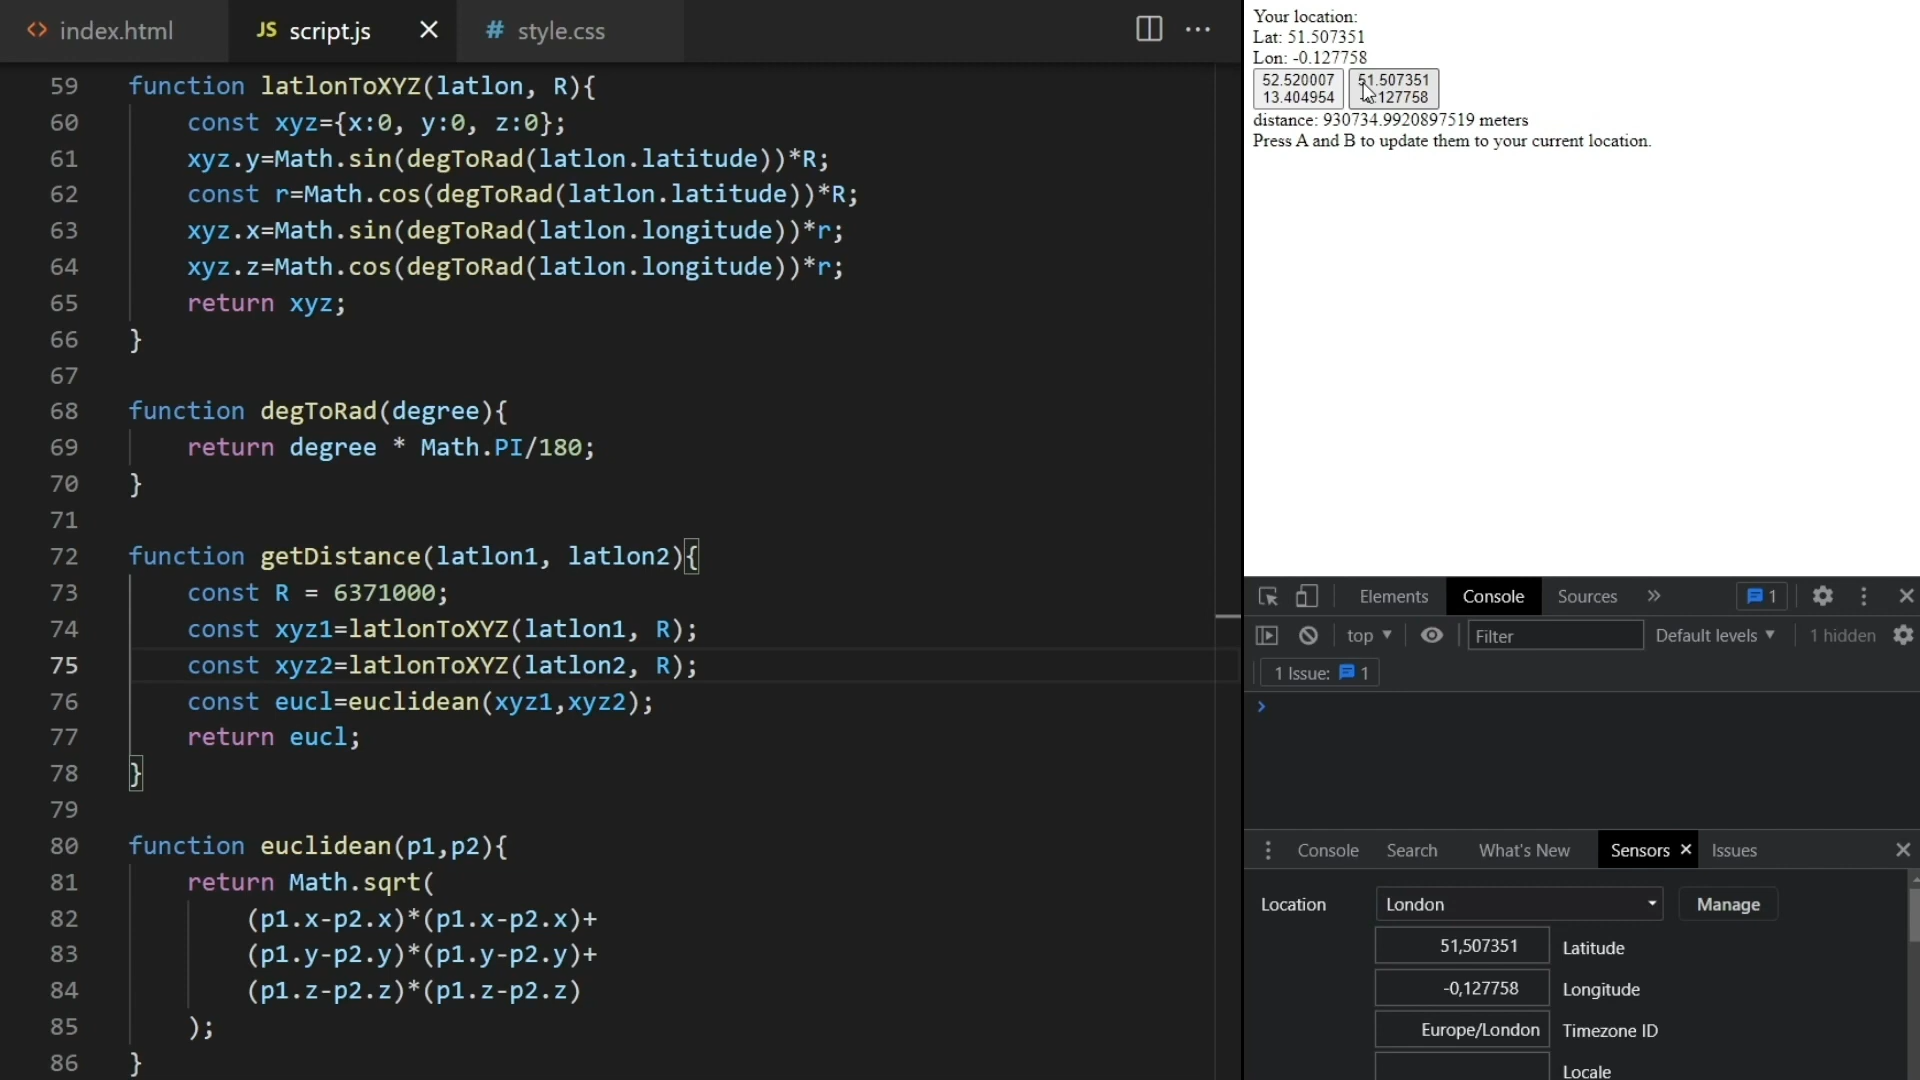 <> index.html
JS script.js ×
# style.css
59 function latlonToXYZ(latlon, R){
60 const xyz={x:0, y:0, z:0};
61 xyz.y=Math.sin(degToRad(latlon.latitude))*R;
62 const r=Math.cos(degToRad(latlon.latitude))*R;
63 xyz.x=Math.sin(degToRad(latlon.longitude))*r;
64 xyz.z=Math.cos(degToRad(latlon.longitude))*r;
65 return xyz;
66 }
67
68 function degToRad(degree){
69 return degree * Math.PI/180;
70 }
71
72 function getDistance(latlon1, latlon2){
73 const R = 6371000;
74 const xyz1=latlonToXYZ(latlon1, R);
75 const xyz2=latlonToXYZ(latlon2, R);
76 const eucl=euclidean(xyz1,xyz2);
77 return eucl;
78 }
79
80 function euclidean(p1,p2){
81 return Math.sqrt(
82 (p1.x-p2.x)*(p1.x-p2.x)+
83 (p1.y-p2.y)*(p1.y-p2.y)+
84 (p1.z-p2.z)*(p1.z-p2.z)
85 );
86 }
Your location:
Lat: 51.507351
Lon: -0.127758
52.520007 51.507351
13.404954 127758
distance: 930734.9920897519 meters
Press A and B to update them to your current location.
Elements Console Sources » 1
top Filter Default levels 1 hidden
1 Issue: 1
>
Console Search What's New Sensors × Issues
Location London Manage
51,507351 Latitude
-0,127758 Longitude
Europe/London Timezone ID
Locale